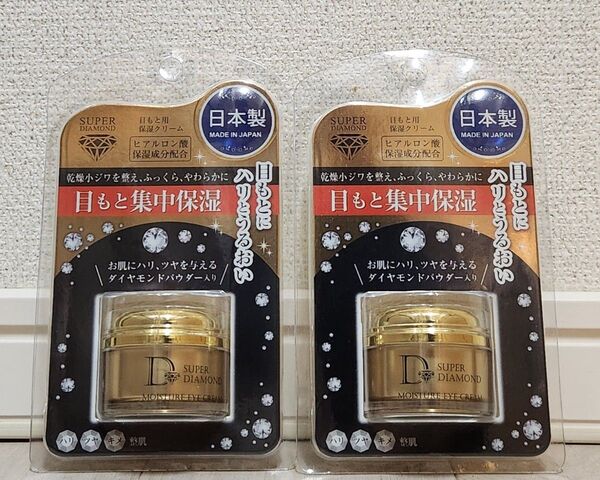 SUPER
DIAMOND
目もと用
保湿クリーム
ヒアルロン酸
保湿成分配合
日本製
MADE IN JAPAN
乾燥小ジワを整え、ふっくら、やわらかに
目もと集中保湿
目もとに
ハリとうるおい
お肌にハリ、ツヤを与える
ダイヤモンドパウダー入り
D
SUPER
DIAMOND
MOISTURE EYE CREAM
ハリ ツヤ キメ 整肌
SUPER
DIAMOND
目もと用
保湿クリーム
ヒアルロン酸
保湿成分配合
日本製
MADE IN JAPAN
乾燥小ジワを整え、ふっくら、やわらかに
目もと集中保湿
目もとに
ハリとうるおい
お肌にハリ、ツヤを与える
ダイヤモンドパウダー入り
D
SUPER
DIAMOND
MOISTURE EYE CREAM
ハリ ツヤ キメ 整肌